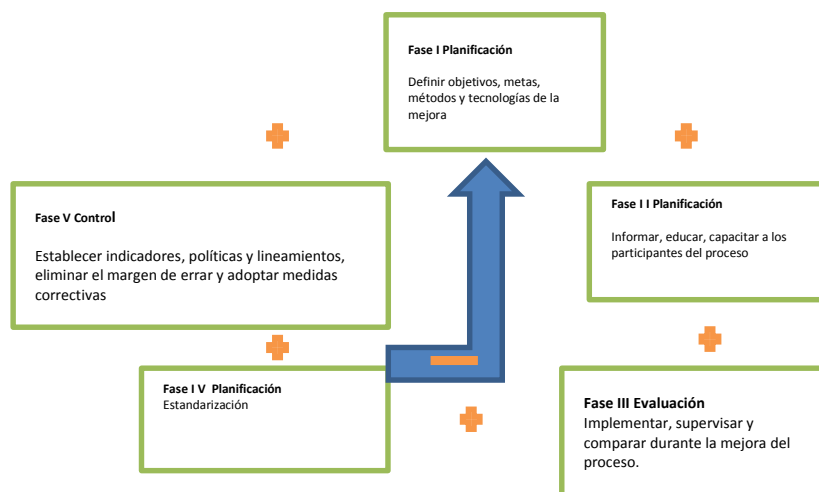 Fase I Planificación
Definir objetivos, metas,
métodos y tecnologías de la
mejora
Fase V Control
Establecer indicadores, políticas y lineamientos,
eliminar el margen de errar y adoptar medidas
correctivas
Fase I I Planificación
Informar, educar, capacitar a los
participantes del proceso
Fase I V Planificación
Estandarización
Fase III Evaluación
Implementar, supervisar y
comparar durante la mejora del
proceso.